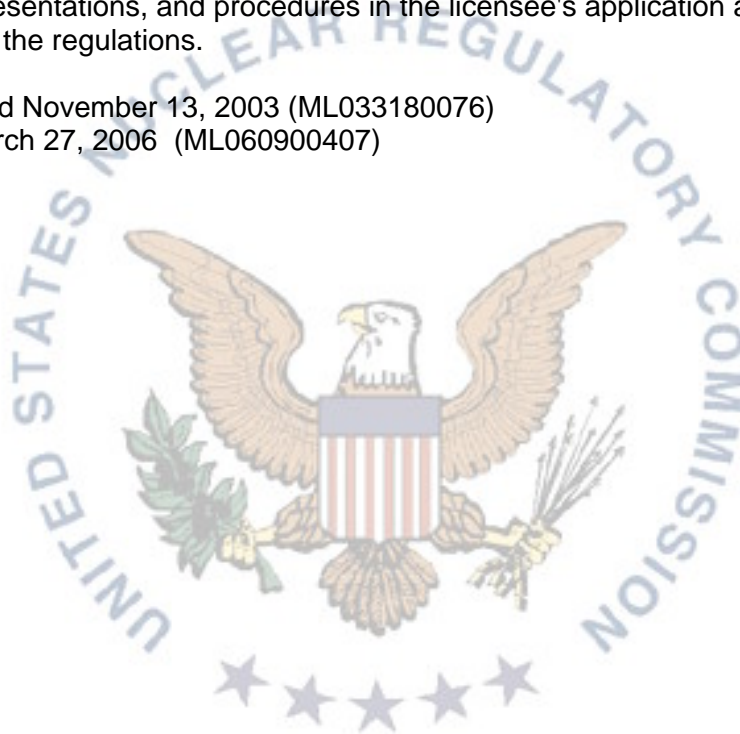 esentations, and procedures in the licensee's application a
the regulations.
d November 13, 2003 (ML033180076)
rch 27, 2006 (ML060900407)
UNITED STATES NUCLEAR REGULATORY COMMISSION